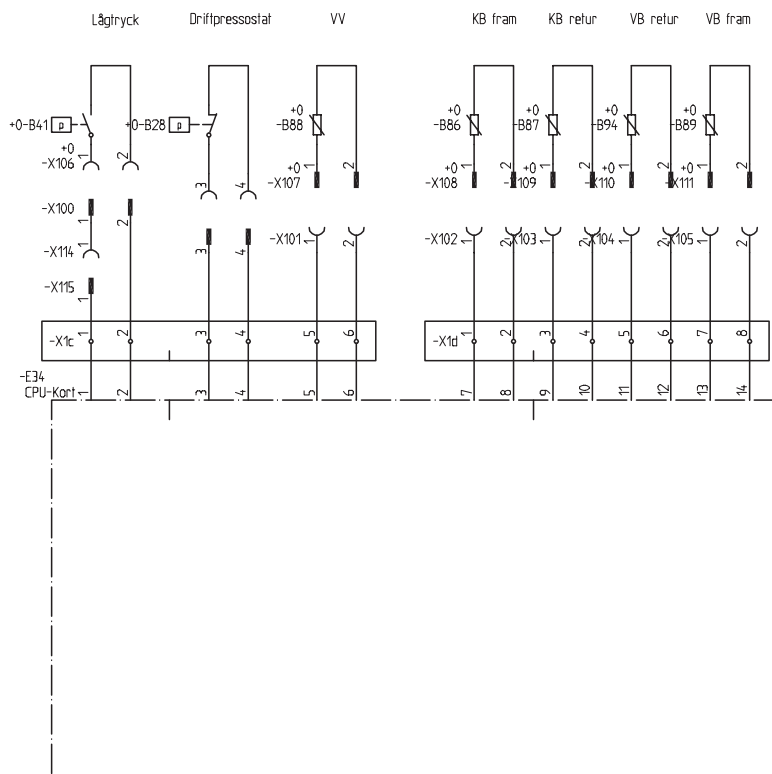 Lågtryck Driftpressostat VV KB fram KB retur VB retur VB fram
+0 +0 +0 +0 +0
+0-B41 p +0-B28 p -B88 -B86 -B87 -B94 -B89
+0
-X106 1 2 +0 1 2 +0 1 2 +0 1 2 +0 1 2 +0 1 2
3 4 -X107 -X108 -X109 -X110 -X111
-X100 1 2
-X114 1 3 4 -X101 1 2 -X102 1 2 -X103 1 2 -X104 1 2 -X105 1 2
-X115 1
-X1c 1 2 3 4 5 6 -X1d 1 2 3 4 5 6 7 8
-E34
CPU-Kort 1 2 3 4 5 6 7 8 9 10 11 12 13 14